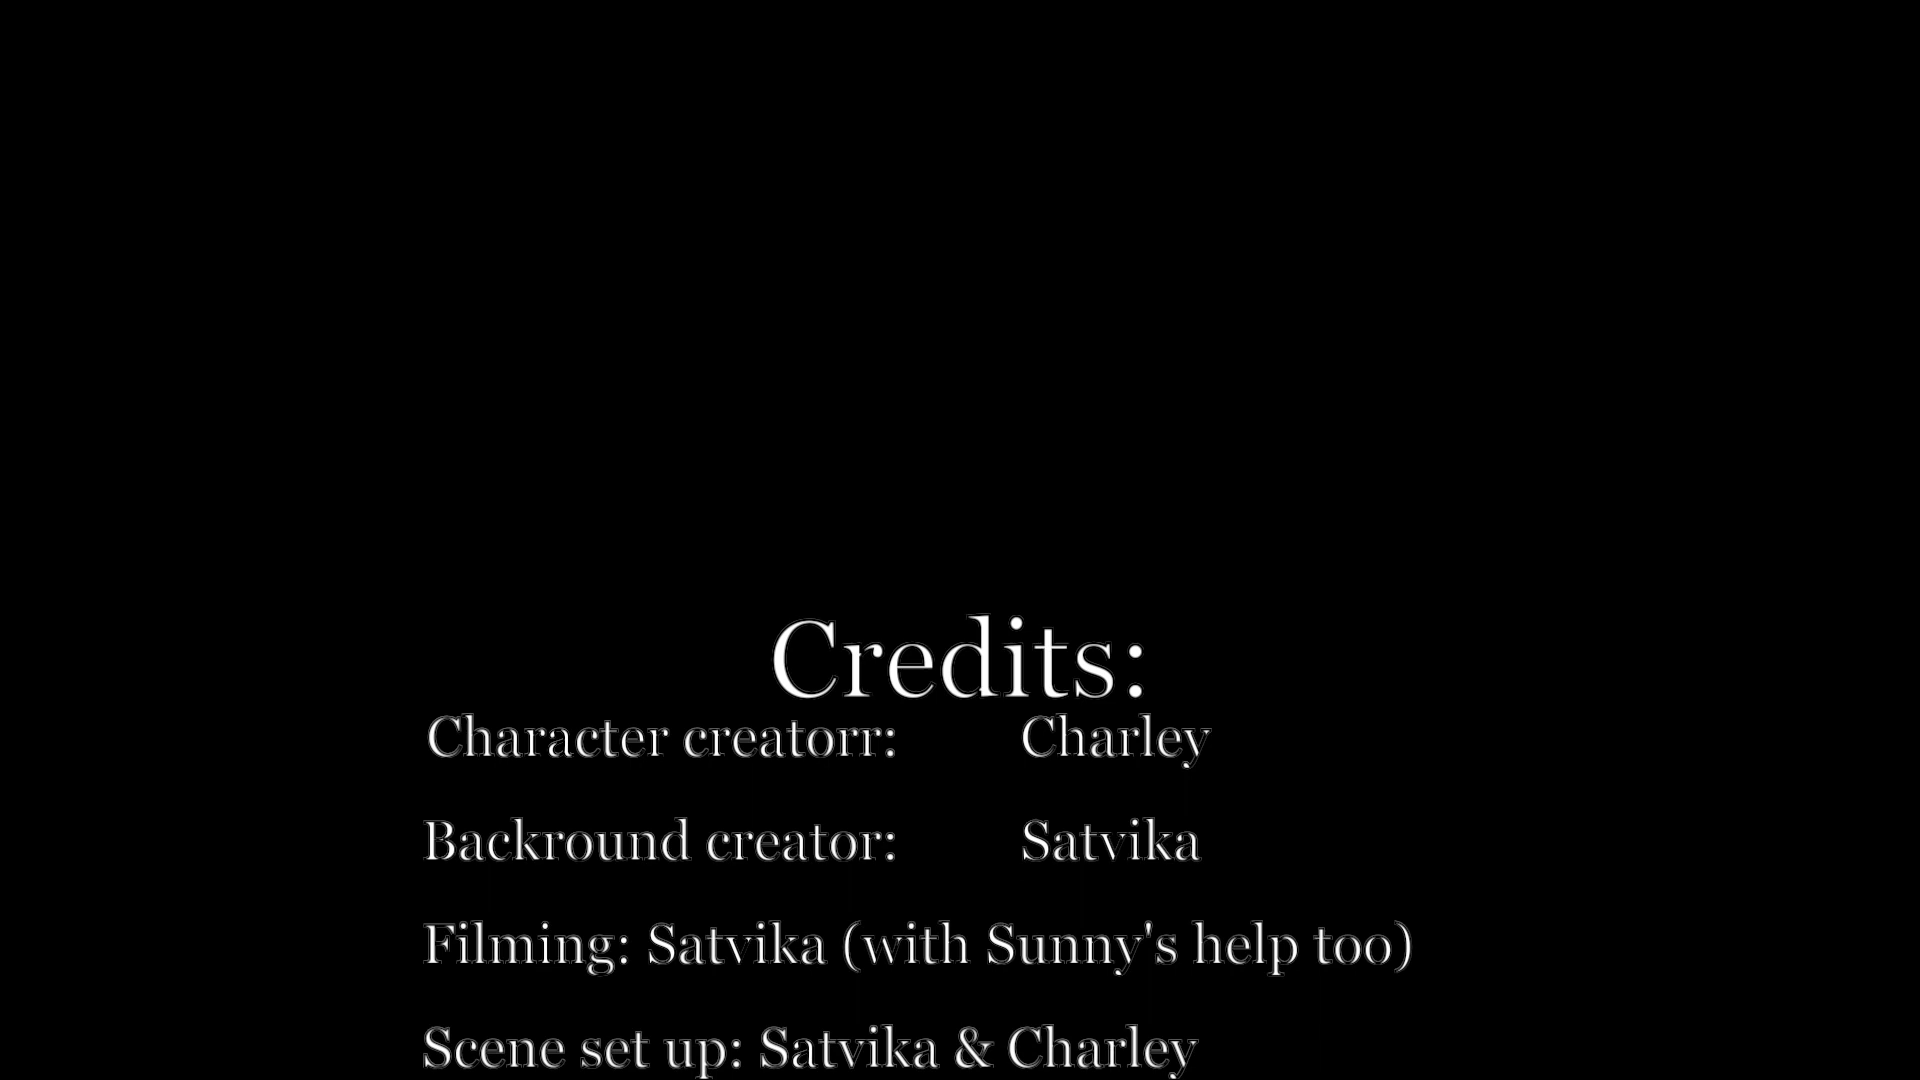 Credits:
Character creatorr: Charley
Backround creator: Satvika
Filming: Satvika (with Sunny's help too)
Scene set up: Satvika & Charley